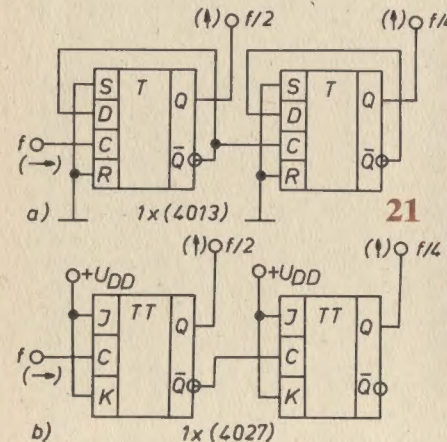 (↑) f/2 (↑) f/4
S T Q S T Q
D D
f C Q̅ C Q̅
(→) R R
a) 1x(4013) 21
(↑) f/2 (↑) f/4
+U_DD +U_DD
J TT Q J TT Q
f C Q̅ C Q̅
(→) K K
b) 1x(4027)